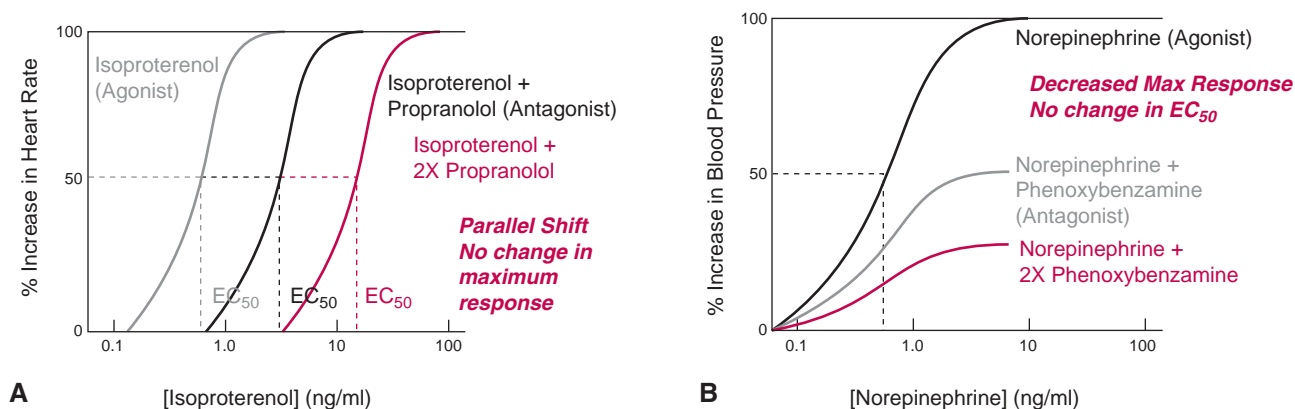 % Increase in Heart Rate
100
50
0
Isoproterenol
(Agonist)
Isoproterenol +
Propranolol (Antagonist)
Isoproterenol +
2X Propranolol
Parallel Shift
No change in
maximum
response
EC50
EC50
EC50
0.1
1.0
10
100
A
[Isoproterenol] (ng/ml)
% Increase in Blood Pressure
100
50
0
Norepinephrine (Agonist)
Decreased Max Response
No change in EC50
Norepinephrine +
Phenoxybenzamine
(Antagonist)
Norepinephrine +
2X Phenoxybenzamine
0.1
1.0
10
100
B
[Norepinephrine] (ng/ml)